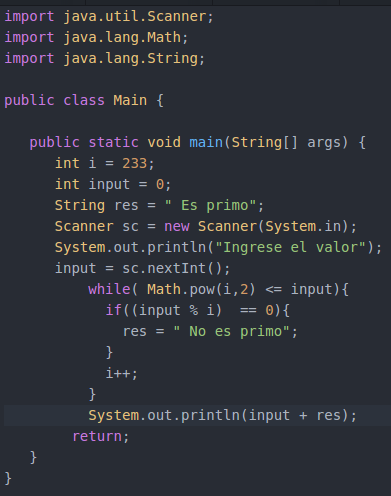 import java.util.Scanner;
import java.lang.Math;
import java.lang.String;

public class Main {

   public static void main(String[] args) {
      int i = 233;
      int input = 0;
      String res = " Es primo";
      Scanner sc = new Scanner(System.in);
      System.out.println("Ingrese el valor");
      input = sc.nextInt();
          while( Math.pow(i,2) <= input){
            if((input % i)  == 0){
              res = " No es primo";
            }
            i++;
          }
          System.out.println(input + res);
        return;
   }
}